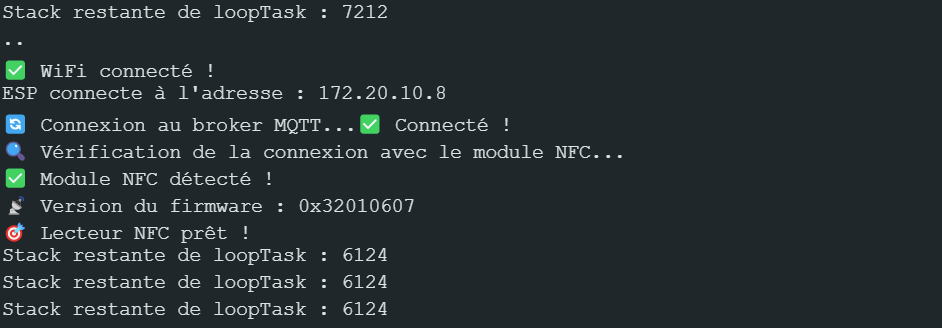 Stack restante de loopTask : 7212
..
✅ WiFi connecté !
ESP connecte à l'adresse : 172.20.10.8
🔄 Connexion au broker MQTT...✅ Connecté !
🔍 Vérification de la connexion avec le module NFC...
✅ Module NFC détecté !
📡 Version du firmware : 0x32010607
🎯 Lecteur NFC prêt !
Stack restante de loopTask : 6124
Stack restante de loopTask : 6124
Stack restante de loopTask : 6124